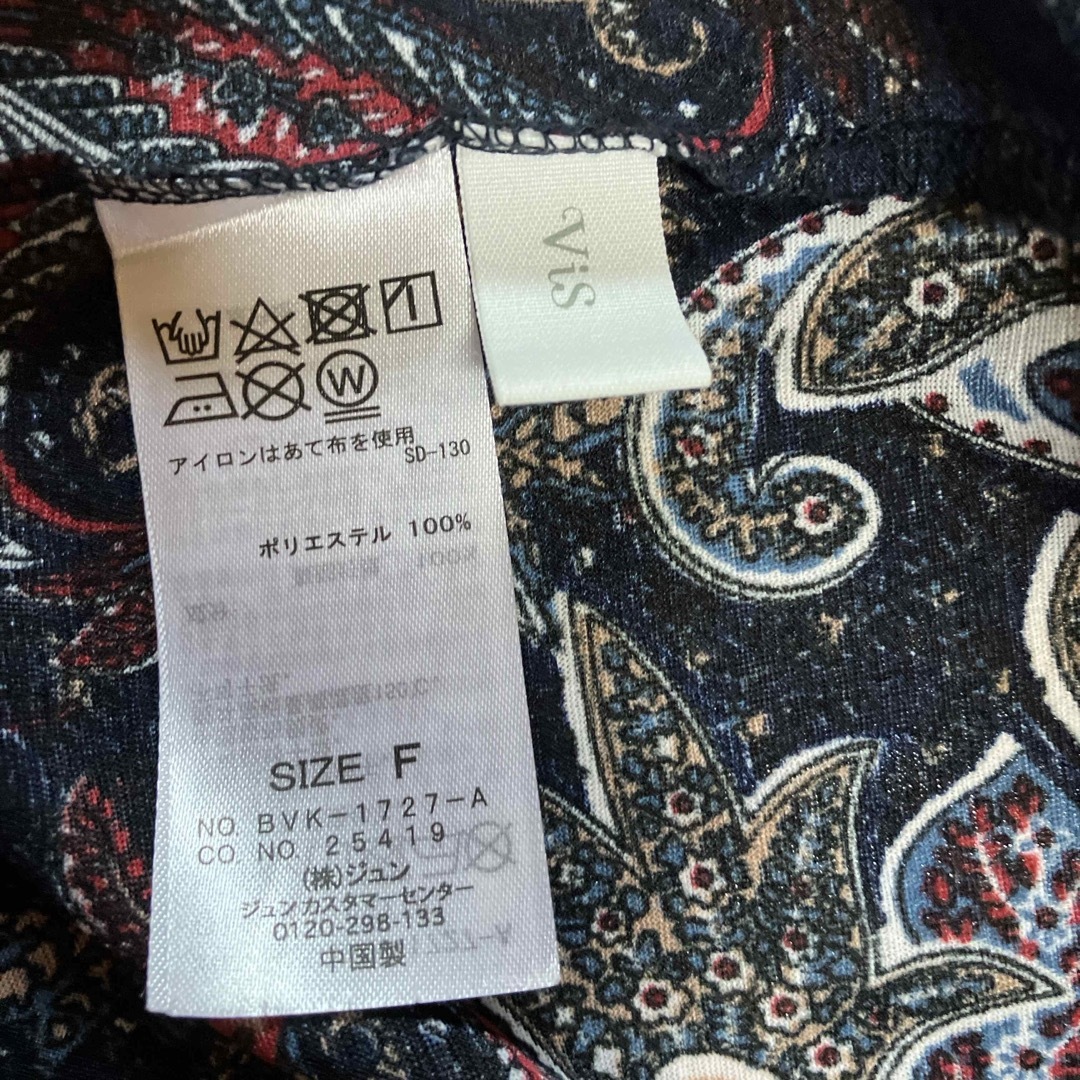 ViS
W
アイロンはあて布を使用
SD-130
ポリエステル 100%
SIZE F
NO. BVK-1727-A
CO. NO. 25419
(株)ジュン
ジュンカスタマーセンター
0120-298-133
中国製